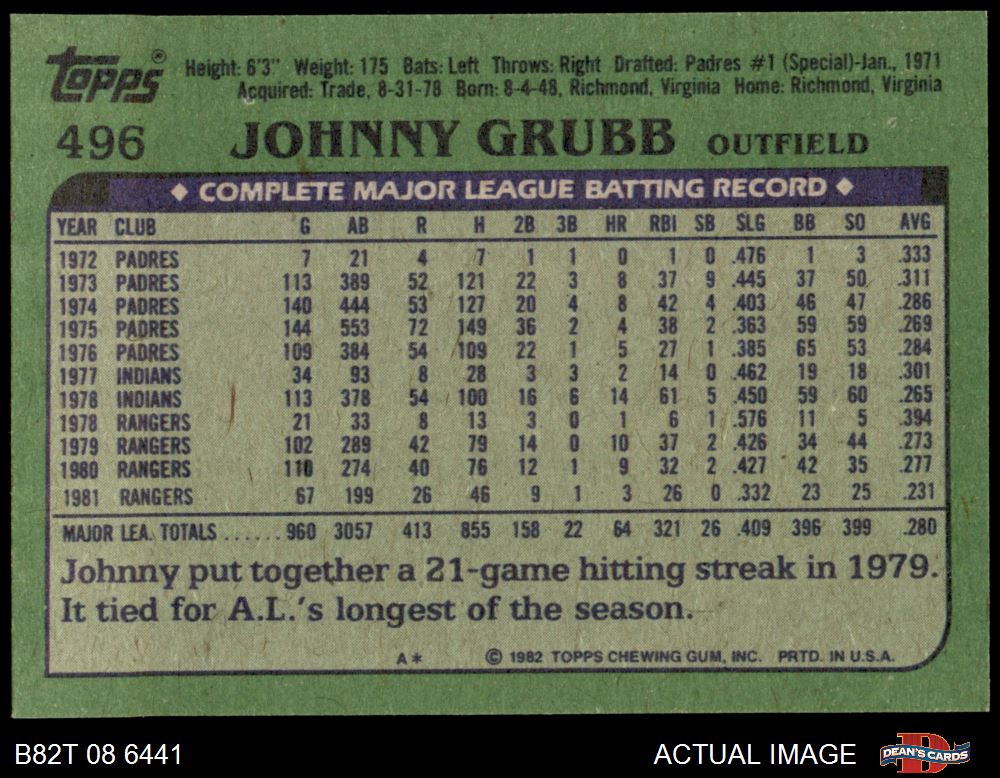 Topps®
Height: 6'3" Weight: 175 Bats: Left Throws: Right Drafted: Padres #1 (Special)-Jan., 1971
Acquired: Trade, 8-31-78 Born: 8-4-48, Richmond, Virginia Home: Richmond, Virginia
496 JOHNNY GRUBB OUTFIELD
◆ COMPLETE MAJOR LEAGUE BATTING RECORD ◆
YEAR CLUB G AB R H 2B 3B HR RBI SB SLG BB SO AVG
1972 PADRES 7 21 4 7 1 1 0 1 0 .476 1 3 .333
1973 PADRES 113 389 52 121 22 3 8 37 9 .445 37 50 .311
1974 PADRES 140 444 53 127 20 4 8 42 4 .403 46 47 .286
1975 PADRES 144 553 72 149 36 2 4 38 2 .363 59 59 .269
1976 PADRES 109 384 54 109 22 1 5 27 1 .385 65 53 .284
1977 INDIANS 34 93 8 28 3 3 2 14 0 .462 19 18 .301
1978 INDIANS 113 378 54 100 16 6 14 61 5 .450 59 60 .265
1978 RANGERS 21 33 8 13 3 0 1 6 1 .576 11 5 .394
1979 RANGERS 102 289 42 79 14 0 10 37 2 .426 34 44 .273
1980 RANGERS 110 274 40 76 12 1 9 32 2 .427 42 35 .277
1981 RANGERS 67 199 26 46 9 1 3 26 0 .332 23 25 .231
MAJOR LEA. TOTALS ...... 960 3057 413 855 158 22 64 321 26 .409 396 399 .280
Johnny put together a 21-game hitting streak in 1979.
It tied for A.L.'s longest of the season.
A* © 1982 TOPPS CHEWING GUM, INC. PRTD. IN U.S.A.
B82T 08 6441 ACTUAL IMAGE DEAN'S CARDS